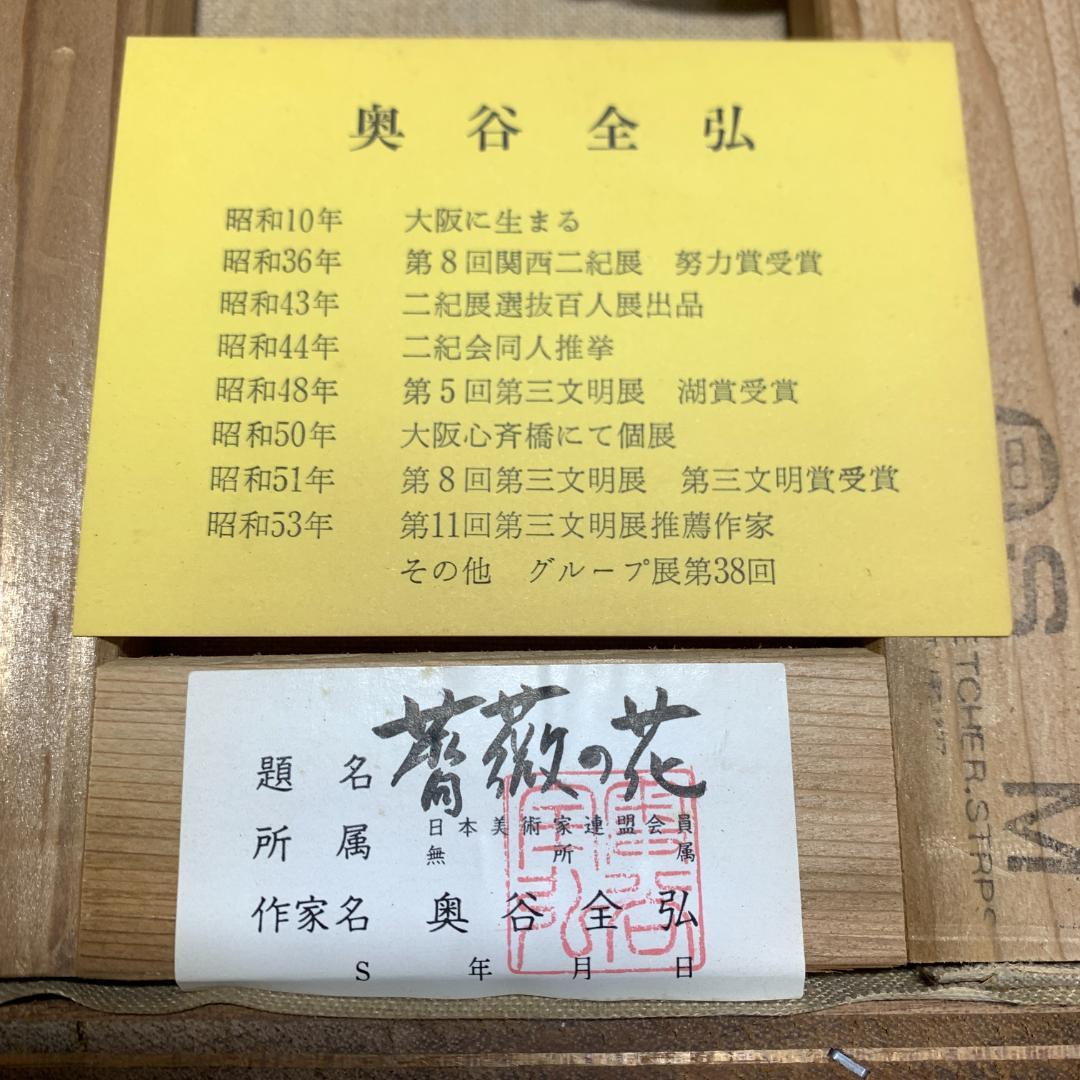 奥谷全弘
昭和10年 大阪に生まる
昭和36年 第8回関西二紀展 努力賞受賞
昭和43年 二紀展選抜百人展出品
昭和44年 二紀会同人推挙
昭和48年 第5回第三文明展 湖賞受賞
昭和50年 大阪心斉橋にて個展
昭和51年 第8回第三文明展 第三文明賞受賞
昭和53年 第11回第三文明展推薦作家
その他 グループ展第38回
題名 薔薇の花
所属 日本美術家連盟会員
無所属
作家名 奥谷全弘
S 年 月 日
奥谷
全弘
S M